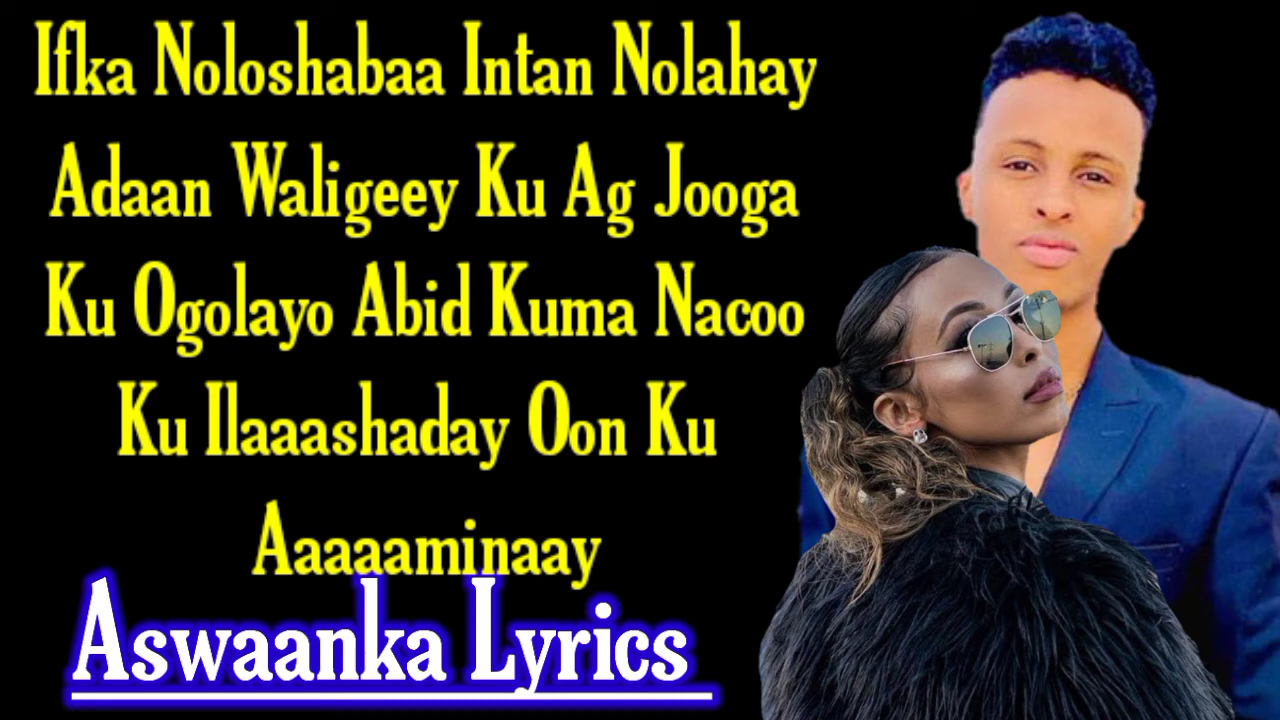 Ifka Noloshabaa Intan Nolahay
Adaan Waligeey Ku Ag Jooga
Ku Ogolayo Abid Kuma Nacoo
Ku Ilaaashaday Oon Ku
Aaaaaminaay
Aswaanka Lyrics